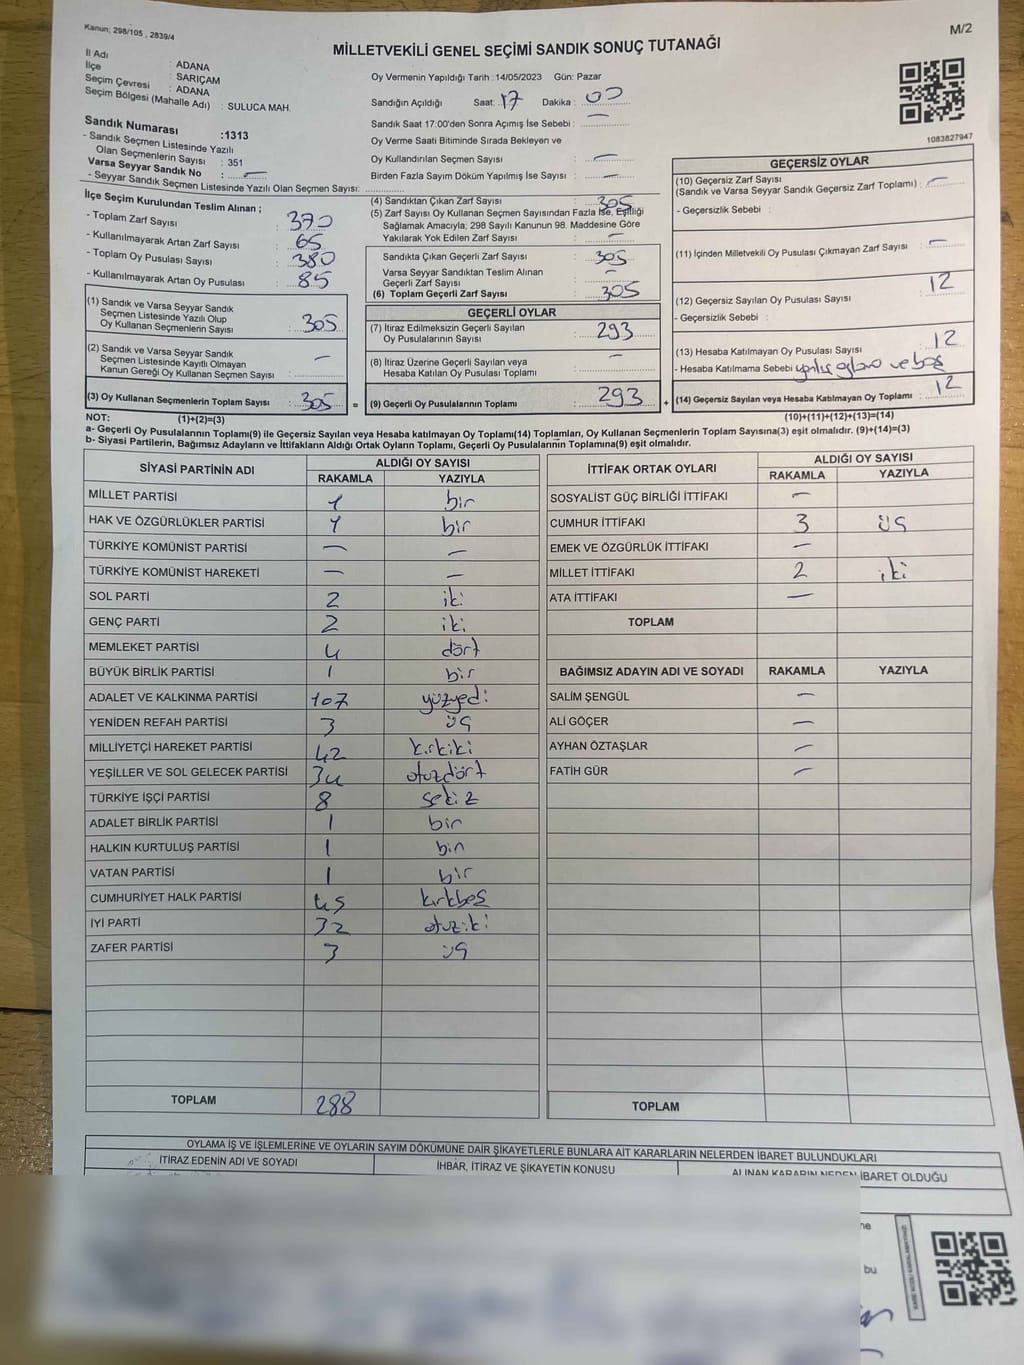 Kanun; 298/105 , 2839/4
M/2
MİLLETVEKİLİ GENEL SEÇİMİ SANDIK SONUÇ TUTANAĞI
İl Adı : ADANA
İlçe : SARIÇAM
Seçim Çevresi : ADANA
Seçim Bölgesi (Mahalle Adı) : SULUCA MAH.
Sandık Numarası :1313
- Sandık Seçmen Listesinde Yazılı
Olan Seçmenlerin Sayısı : 351
Varsa Seyyar Sandık No : —
- Seyyar Sandık Seçmen Listesinde Yazılı Olan Seçmen Sayısı:
Oy Vermenin Yapıldığı Tarih :14/05/2023 Gün: Pazar
Sandığın Açıldığı Saat: 17 Dakika : 00
Sandık Saat 17:00'den Sonra Açımış İse Sebebi : —
Oy Verme Saati Bitiminde Sırada Bekleyen ve
Oy Kullandırılan Seçmen Sayısı : —
Birden Fazla Sayım Döküm Yapılmış İse Sayısı : —
1083827947
İlçe Seçim Kurulundan Teslim Alınan ;
- Toplam Zarf Sayısı : 370
- Kullanılmayarak Artan Zarf Sayısı : 65
- Toplam Oy Pusulası Sayısı : 380
- Kullanılmayarak Artan Oy Pusulası : 85
(1) Sandık ve Varsa Seyyar Sandık
Seçmen Listesinde Yazılı Olup
Oy Kullanan Seçmenlerin Sayısı : 305
(2) Sandık ve Varsa Seyyar Sandık
Seçmen Listesinde Kayıtlı Olmayan
Kanun Gereği Oy Kullanan Seçmen Sayısı : —
(3) Oy Kullanan Seçmenlerin Toplam Sayısı : 305 =
(4) Sandıktan Çıkan Zarf Sayısı : 305
(5) Zarf Sayısı Oy Kullanan Seçmen Sayısından Fazla İse, Eşitliği
Sağlamak Amacıyla; 298 Sayılı Kanunun 98. Maddesine Göre
Yakılarak Yok Edilen Zarf Sayısı : —
Sandıkta Çıkan Geçerli Zarf Sayısı : 305
Varsa Seyyar Sandıktan Teslim Alınan
Geçerli Zarf Sayısı : —
(6) Toplam Geçerli Zarf Sayısı : 305
GEÇERLİ OYLAR
(7) İtiraz Edilmeksizin Geçerli Sayılan
Oy Pusulalarının Sayısı : 293
(8) İtiraz Üzerine Geçerli Sayılan veya
Hesaba Katılan Oy Pusulası Toplamı : —
(9) Geçerli Oy Pusulalarının Toplamı : 293 +
GEÇERSİZ OYLAR
(10) Geçersiz Zarf Sayısı
(Sandık ve Varsa Seyyar Sandık Geçersiz Zarf Toplamı) : —
- Geçersizlik Sebebi :
(11) İçinden Milletvekili Oy Pusulası Çıkmayan Zarf Sayısı : —
(12) Geçersiz Sayılan Oy Pusulası Sayısı : 12
- Geçersizlik Sebebi :
(13) Hesaba Katılmayan Oy Pusulası Sayısı : 12
- Hesaba Katılmama Sebebi yanlış ve boş
(14) Geçersiz Sayılan veya Hesaba Katılmayan Oy Toplamı : 12
NOT: (1)+(2)=(3) (10)+(11)+(12)+(13)=(14)
a- Geçerli Oy Pusulalarının Toplamı(9) ile Geçersiz Sayılan veya Hesaba katılmayan Oy Toplamı(14) Toplamları, Oy Kullanan Seçmenlerin Toplam Sayısına(3) eşit olmalıdır. (9)+(14)=(3)
b- Siyasi Partilerin, Bağımsız Adayların ve İttifakların Aldığı Ortak Oyların Toplamı, Geçerli Oy Pusulalarının Toplamına(9) eşit olmalıdır.
SİYASİ PARTİNİN ADI ALDIĞI OY SAYISI
RAKAMLA YAZIYLA
MİLLET PARTİSİ 1 bir
HAK VE ÖZGÜRLÜKLER PARTİSİ 1 bir
TÜRKİYE KOMÜNİST PARTİSİ — —
TÜRKİYE KOMÜNİST HAREKETİ — —
SOL PARTİ 2 iki
GENÇ PARTİ 2 iki
MEMLEKET PARTİSİ 4 dört
BÜYÜK BİRLİK PARTİSİ 1 bir
ADALET VE KALKINMA PARTİSİ 107 yüzyedi
YENİDEN REFAH PARTİSİ 3 üç
MİLLİYETÇİ HAREKET PARTİSİ 42 kırkiki
YEŞİLLER VE SOL GELECEK PARTİSİ 34 otuzdört
TÜRKİYE İŞÇİ PARTİSİ 8 sekiz
ADALET BİRLİK PARTİSİ 1 bir
HALKIN KURTULUŞ PARTİSİ 1 bir
VATAN PARTİSİ 1 bir
CUMHURİYET HALK PARTİSİ 45 kırkbeş
İYİ PARTİ 32 otuziki
ZAFER PARTİSİ 3 üç
TOPLAM 288
İTTİFAK ORTAK OYLARI ALDIĞI OY SAYISI
RAKAMLA YAZIYLA
SOSYALİST GÜÇ BİRLİĞİ İTTİFAKI —
CUMHUR İTTİFAKI 3 üç
EMEK VE ÖZGÜRLÜK İTTİFAKI —
MİLLET İTTİFAKI 2 iki
ATA İTTİFAKI —
TOPLAM
BAĞIMSIZ ADAYIN ADI VE SOYADI RAKAMLA YAZIYLA
SALİM ŞENGÜL —
ALİ GÖÇER —
AYHAN ÖZTAŞLAR —
FATİH GÜR —
TOPLAM
OYLAMA İŞ VE İŞLEMLERİNE VE OYLARIN SAYIM DÖKÜMÜNE DAİR ŞİKAYETLERLE BUNLARA AİT KARARLARIN NELERDEN İBARET BULUNDUKLARI
İTİRAZ EDENİN ADI VE SOYADI İHBAR, İTİRAZ VE ŞİKAYETİN KONUSU ALINAN KARARIN NEDEN İBARET OLDUĞU
ne
bu